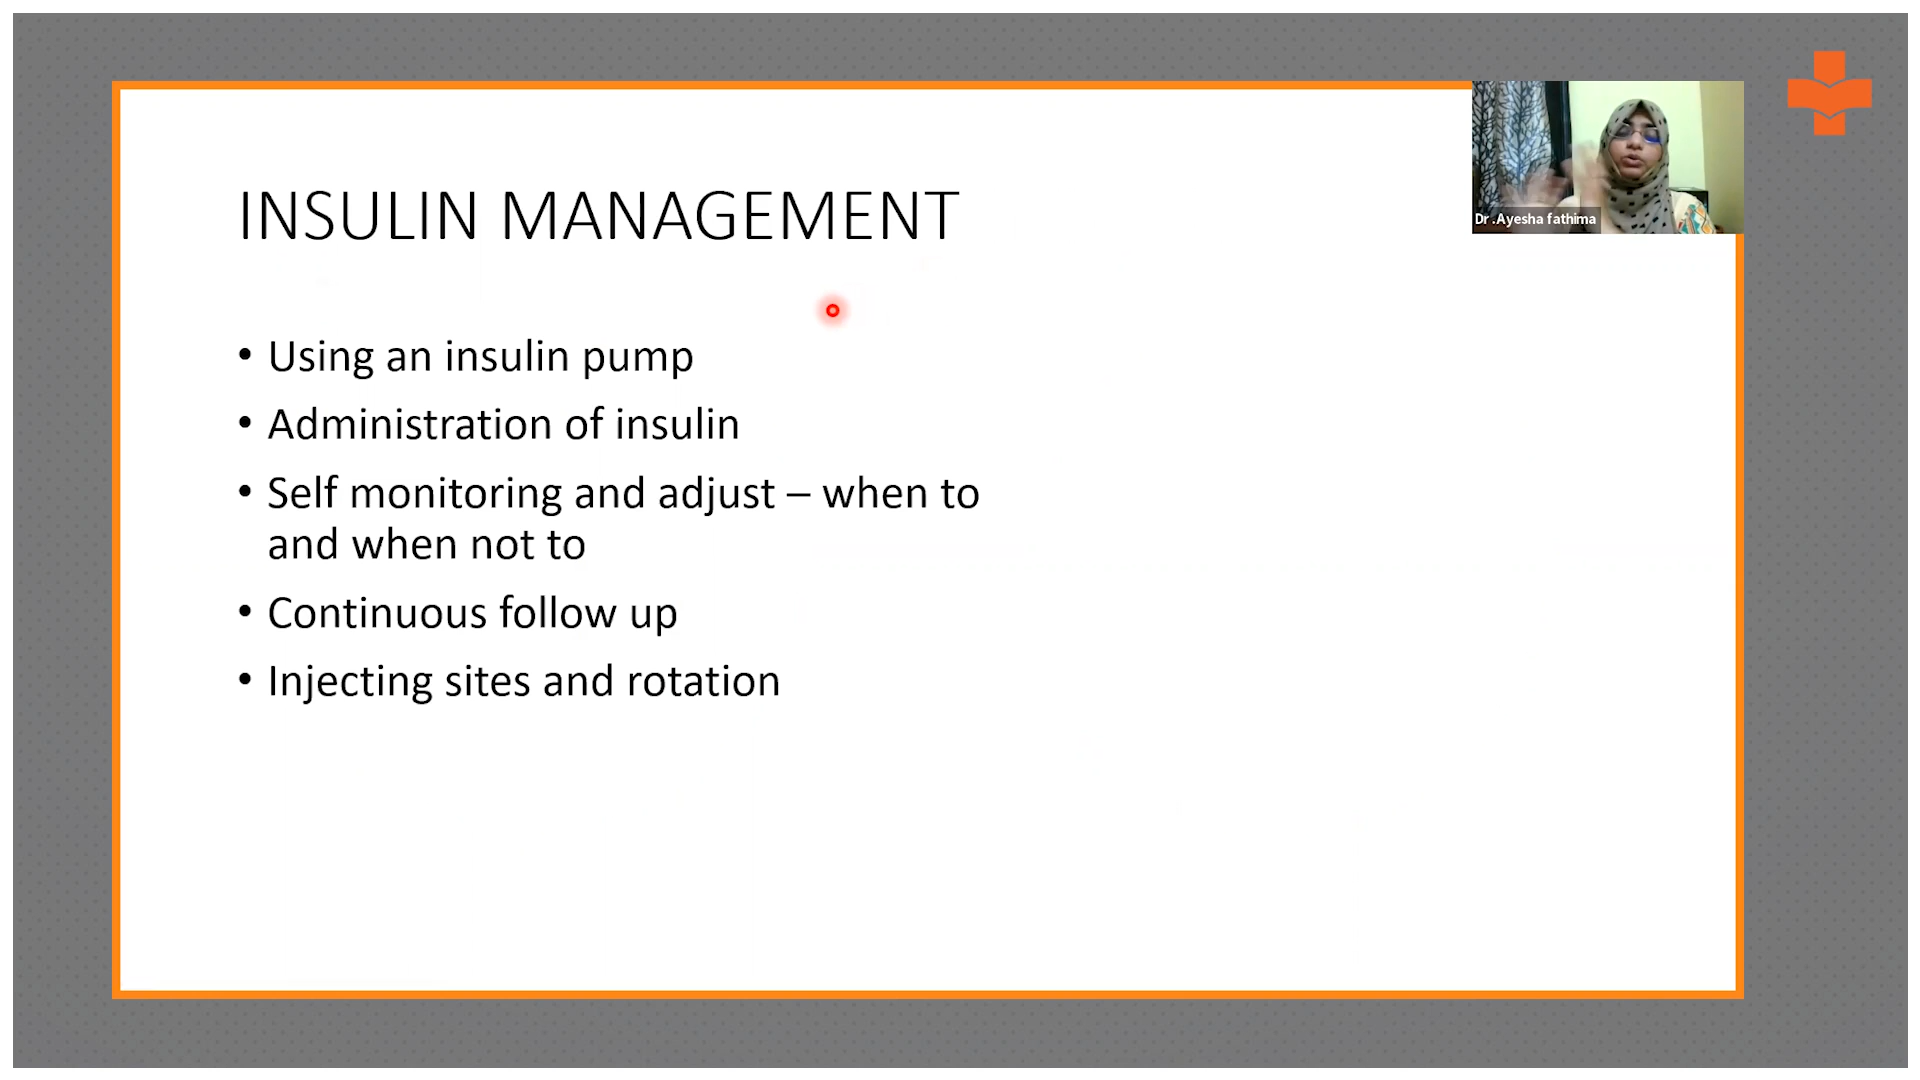 INSULIN MANAGEMENT
Dr .Ayesha fathima
• Using an insulin pump
• Administration of insulin
• Self monitoring and adjust – when to
and when not to
• Continuous follow up
• Injecting sites and rotation